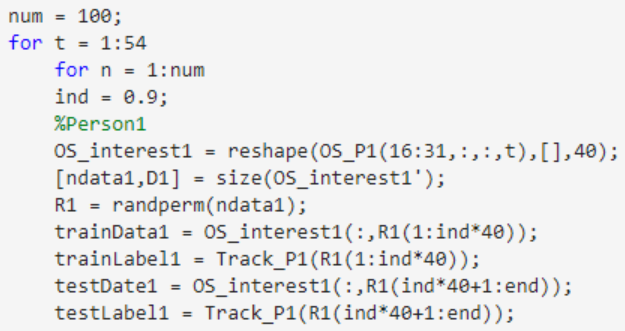 num = 100;
for t = 1:54
for n = 1:num
ind = 0.9;
%Person1
OS_interest1 = reshape(OS_P1(16:31,:,:,t),[],40);
[ndata1,D1] = size(OS_interest1');
R1 = randperm(ndata1);
trainData1 = OS_interest1(:,R1(1:ind*40));
trainLabel1 = Track_P1(R1(1:ind*40));
testDate1 = OS_interest1(:,R1(ind*40+1:end));
testLabel1 = Track_P1(R1(ind*40+1:end));